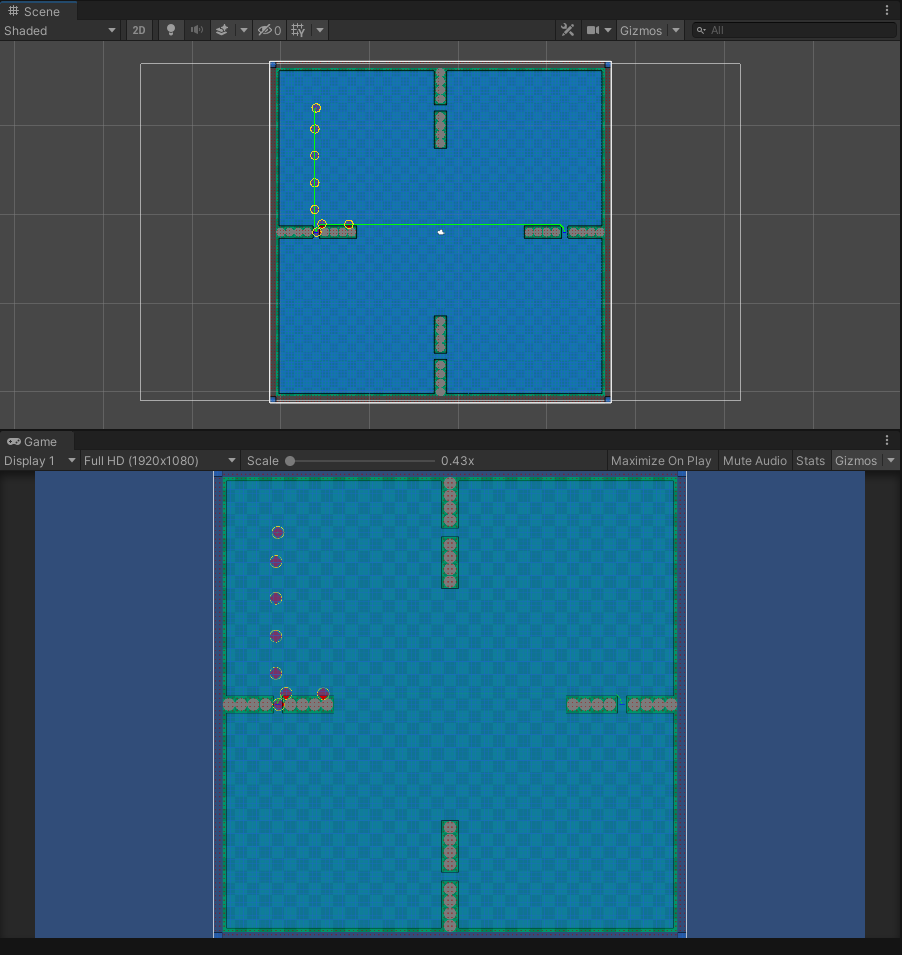 Scene
Shaded 2D 0 Gizmos All
Game
Display 1 Full HD (1920x1080) Scale 0.43x Maximize On Play Mute Audio Stats Gizmos